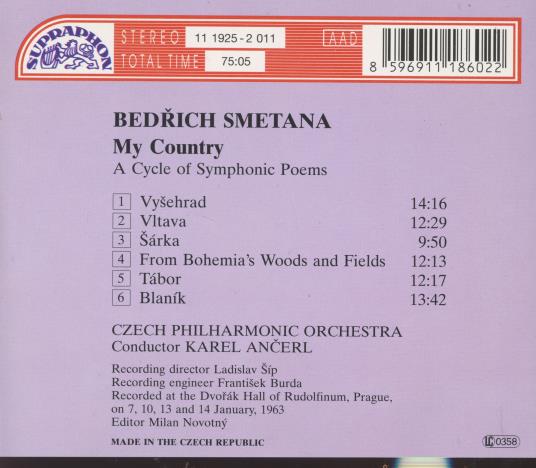 SUPRAPHON
STEREO 11 1925-2 011 AAD
TOTAL TIME 75:05
8 596911 186022
BEDŘICH SMETANA
My Country
A Cycle of Symphonic Poems
1 Vyšehrad 14:16
2 Vltava 12:29
3 Šárka 9:50
4 From Bohemia's Woods and Fields 12:13
5 Tábor 12:17
6 Blaník 13:42
CZECH PHILHARMONIC ORCHESTRA
Conductor KAREL ANČERL
Recording director Ladislav Šíp
Recording engineer František Burda
Recorded at the Dvořák Hall of Rudolfinum, Prague,
on 7, 10, 13 and 14 January, 1963
Editor Milan Novotný
MADE IN THE CZECH REPUBLIC
LC 0358